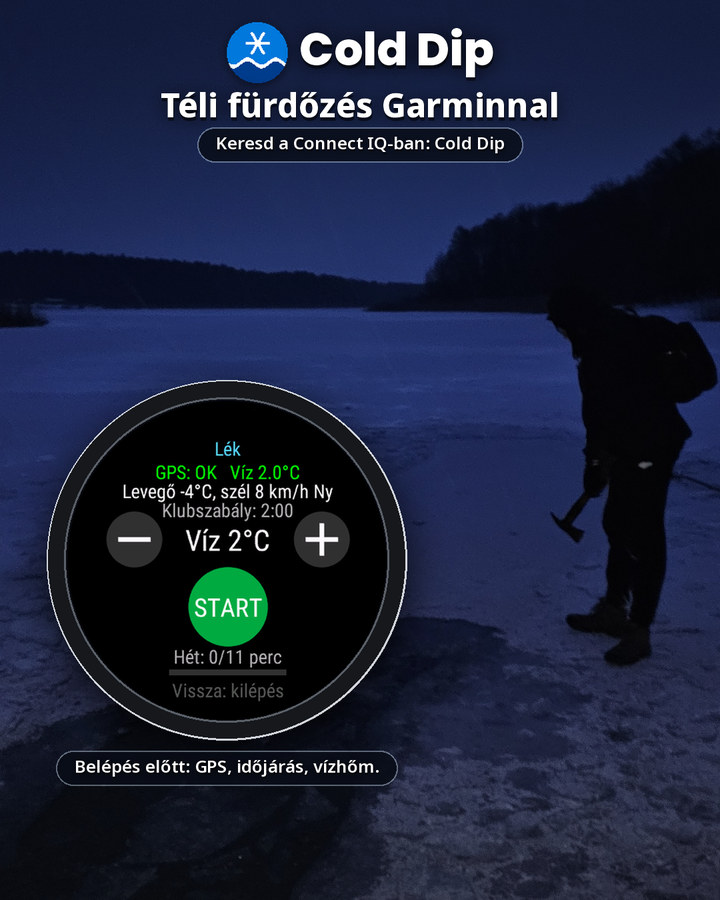 Cold Dip
Téli fürdőzés Garminnal
Keresd a Connect IQ-ban: Cold Dip
Lék
GPS: OK Víz 2.0°C
Levegő -4°C, szél 8 km/h Ny
Klubszabály: 2:00
− Víz 2°C +
START
Hét: 0/11 perc
Vissza: kilépés
Belépés előtt: GPS, időjárás, vízhőm.